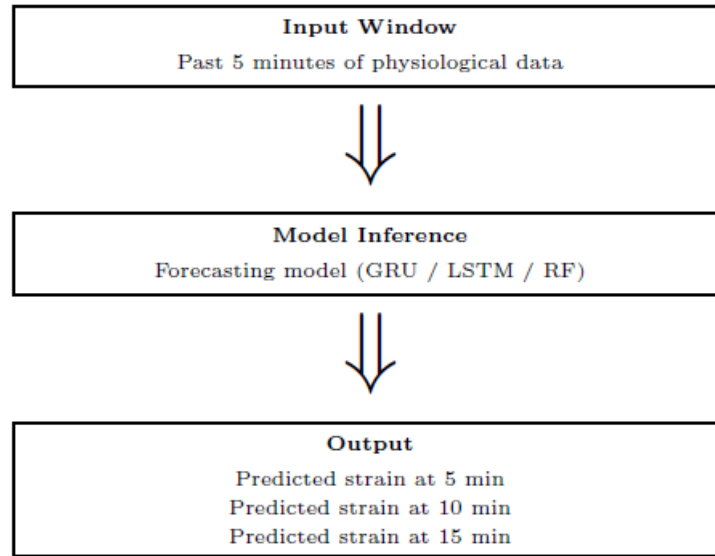 Input Window
Past 5 minutes of physiological data
Model Inference
Forecasting model (GRU / LSTM / RF)
Output
Predicted strain at 5 min
Predicted strain at 10 min
Predicted strain at 15 min